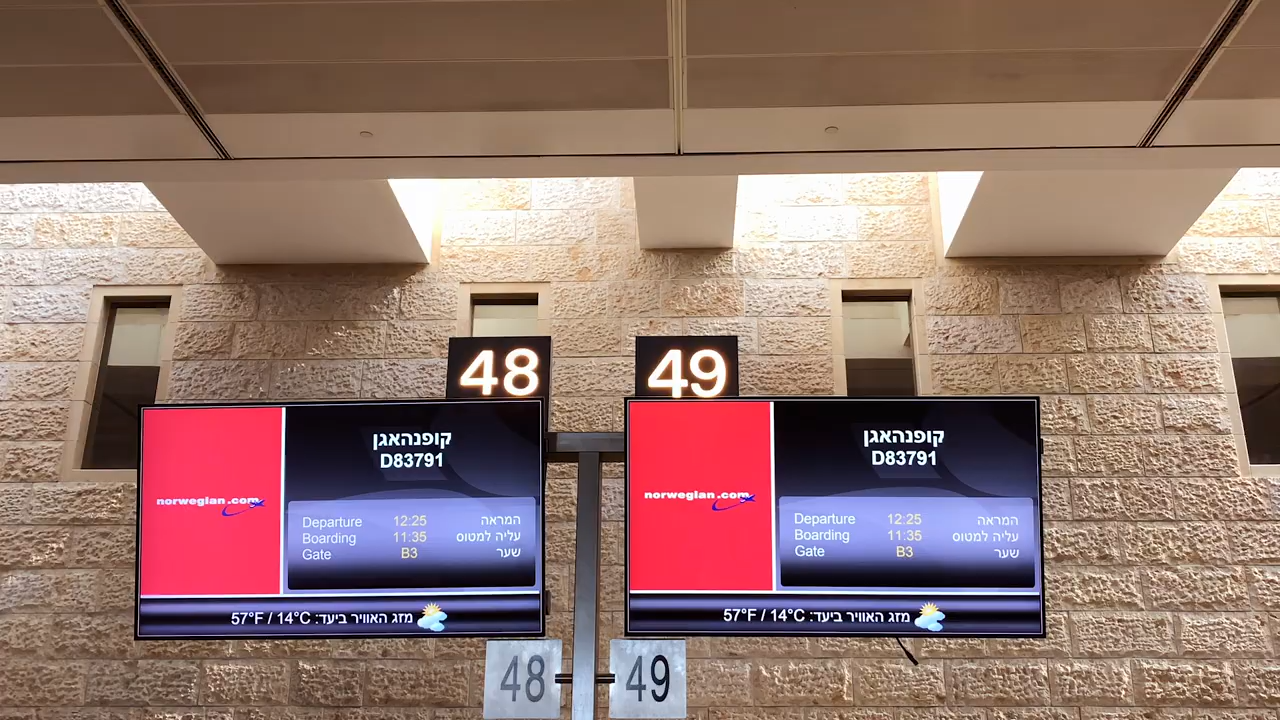 48
49
קופנהאגן
D83791
norwegian.com
Departure 12:25 המראה
Boarding 11:35 עליה למטוס
Gate B3 שער
מזג האוויר ביעד: 57°F / 14°C
קופנהאגן
D83791
norwegian.com
Departure 12:25 המראה
Boarding 11:35 עליה למטוס
Gate B3 שער
מזג האוויר ביעד: 57°F / 14°C
48
49